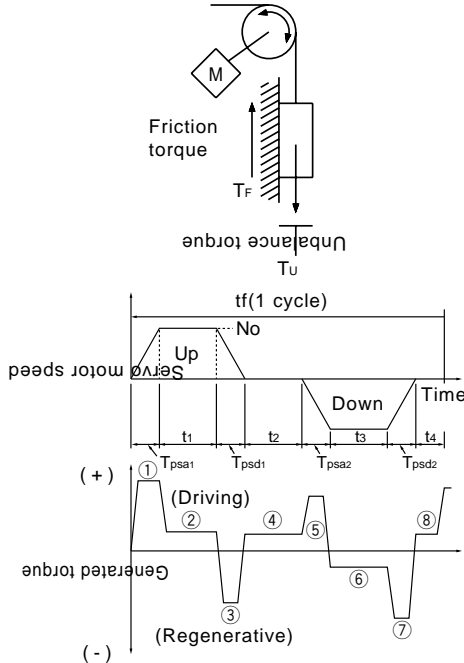 M
Friction
torque
TF
Unbalance torque
TU
tf(1 cycle)
No
Up
Servo motor speed
Time
Down
t1 t2 t3 t4
Tpsa1 Tpsd1 Tpsa2 Tpsd2
(+)
①
(Driving)
② ④ ⑤ ⑧
Generated torque
⑥
③ ⑦
(Regenerative)
(-)